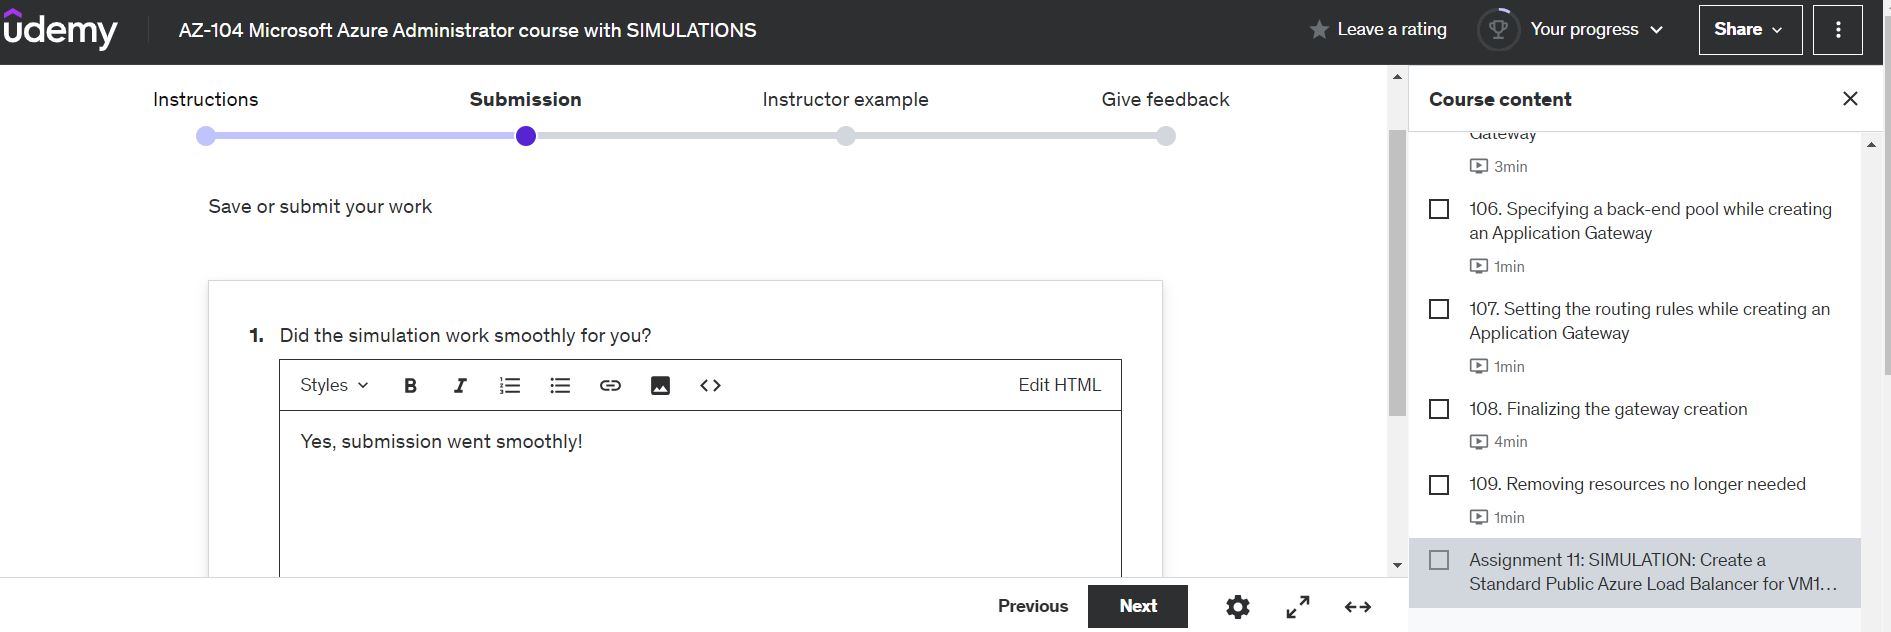 udemy
AZ-104 Microsoft Azure Administrator course with SIMULATIONS
Leave a rating
Your progress
Share
Instructions
Submission
Instructor example
Give feedback
Save or submit your work
1. Did the simulation work smoothly for you?
Styles
B
I
Edit HTML
Yes, submission went smoothly!
Previous
Next
Course content
Gateway
3min
106. Specifying a back-end pool while creating
an Application Gateway
1min
107. Setting the routing rules while creating an
Application Gateway
1min
108. Finalizing the gateway creation
4min
109. Removing resources no longer needed
1min
Assignment 11: SIMULATION: Create a
Standard Public Azure Load Balancer for VM1...